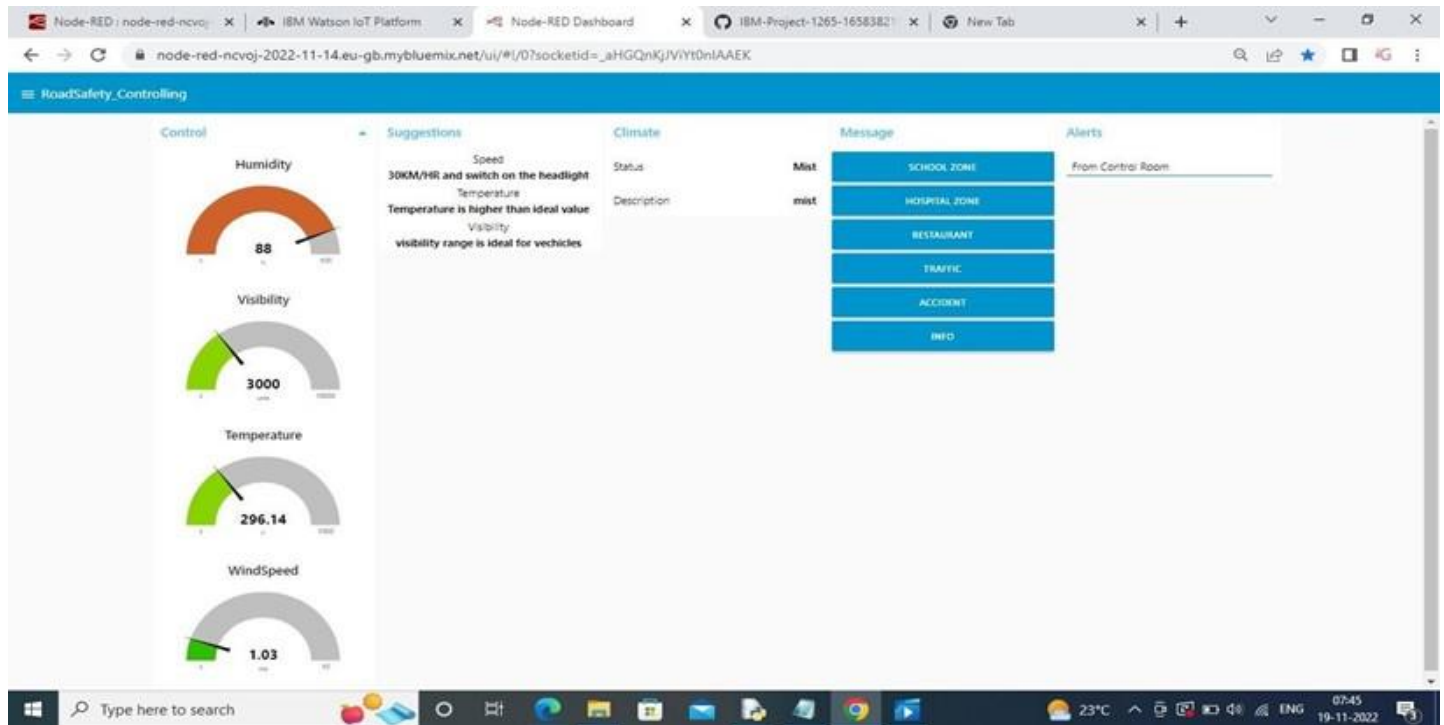 Node-RED : node-red-ncvoj
IBM Watson IoT Platform
Node-RED Dashboard
IBM-Project-1265-16583821
New Tab
node-red-ncvoj-2022-11-14.eu-gb.mybluemix.net/ui/#!/0?socketid=
RoadSafety_Controlling
Control
Humidity
88
Visibility
3000
Temperature
296.14
WindSpeed
1.03
Suggestions
Speed
30KM/HR and switch on the headlight
Temperature
Temperature is higher than ideal value
Visibility
visibility range is ideal for vechicles
Climate
Status Mist
Description mist
Message
SCHOOL ZONE
HOSPITAL ZONE
RESTAURANT
TRAFFIC
ACCIDENT
INFO
Alerts
From Control Room
Type here to search
23°C
ENG
07:45
19-11-2022